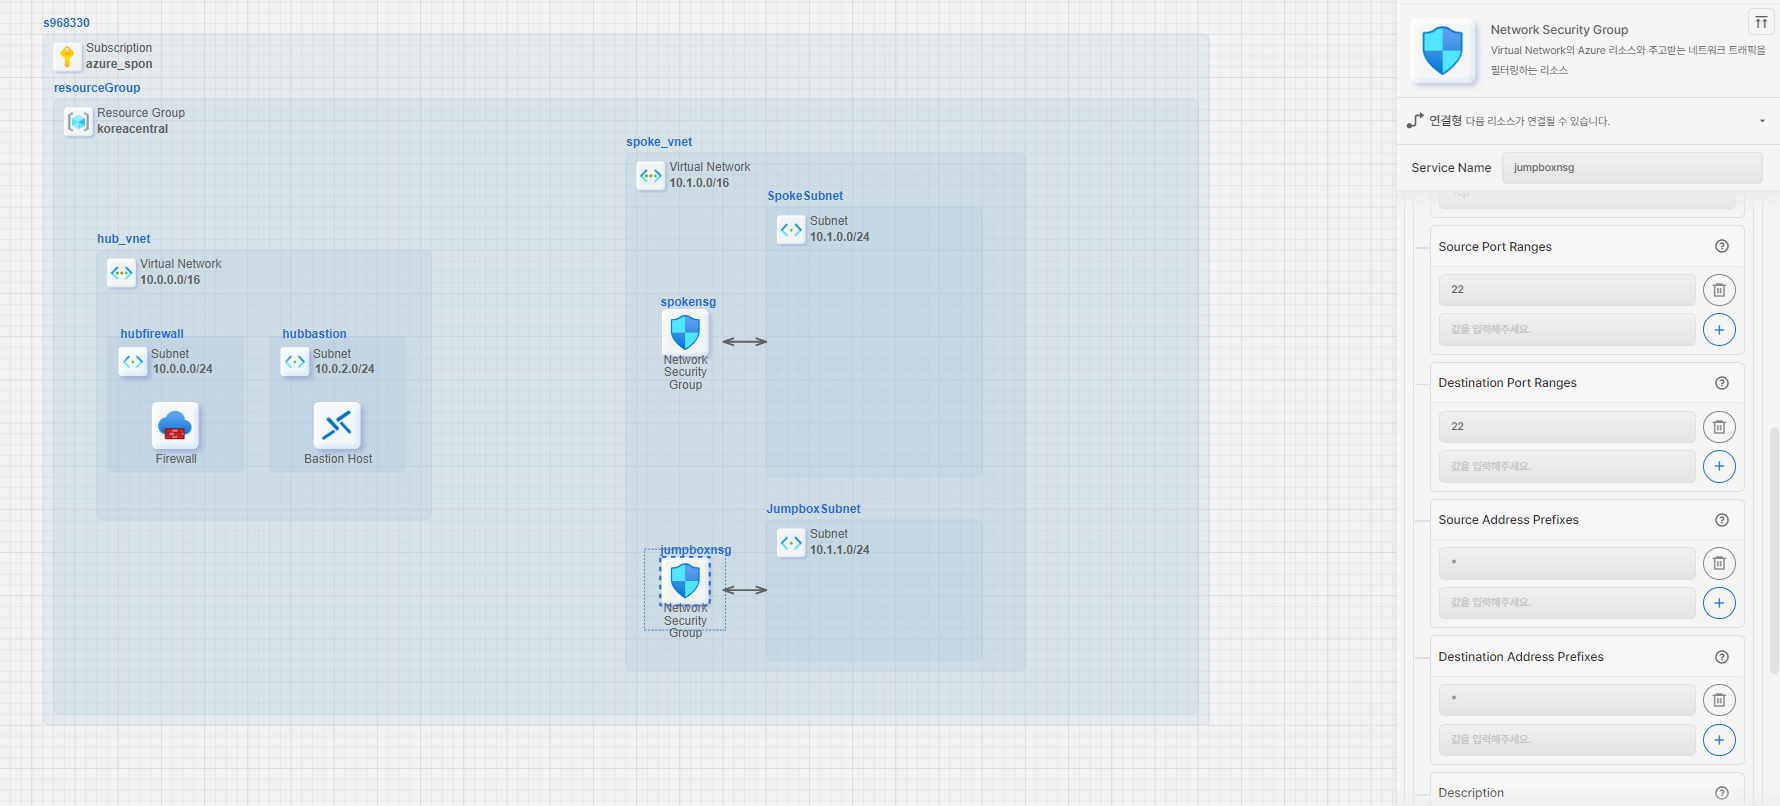 s968330
Subscription
azure_spon
resourceGroup
Resource Group
koreacentral
hub_vnet
Virtual Network
10.0.0.0/16
hubfirewall
Subnet
10.0.0.0/24
Firewall
hubbastion
Subnet
10.0.2.0/24
Bastion Host
spoke_vnet
Virtual Network
10.1.0.0/16
SpokeSubnet
Subnet
10.1.0.0/24
spokensg
Network
Security
Group
JumpboxSubnet
Subnet
10.1.1.0/24
jumpboxnsg
Network
Security
Group
Network Security Group
Virtual Network의 Azure 리소스와 주고받는 네트워크 트래픽을
필터링하는 리소스
연결형 다음 리소스가 연결될 수 있습니다.
Service Name
jumpboxnsg
Source Port Ranges
22
값을 입력해주세요.
Destination Port Ranges
22
값을 입력해주세요.
Source Address Prefixes
*
값을 입력해주세요.
Destination Address Prefixes
*
값을 입력해주세요.
Description